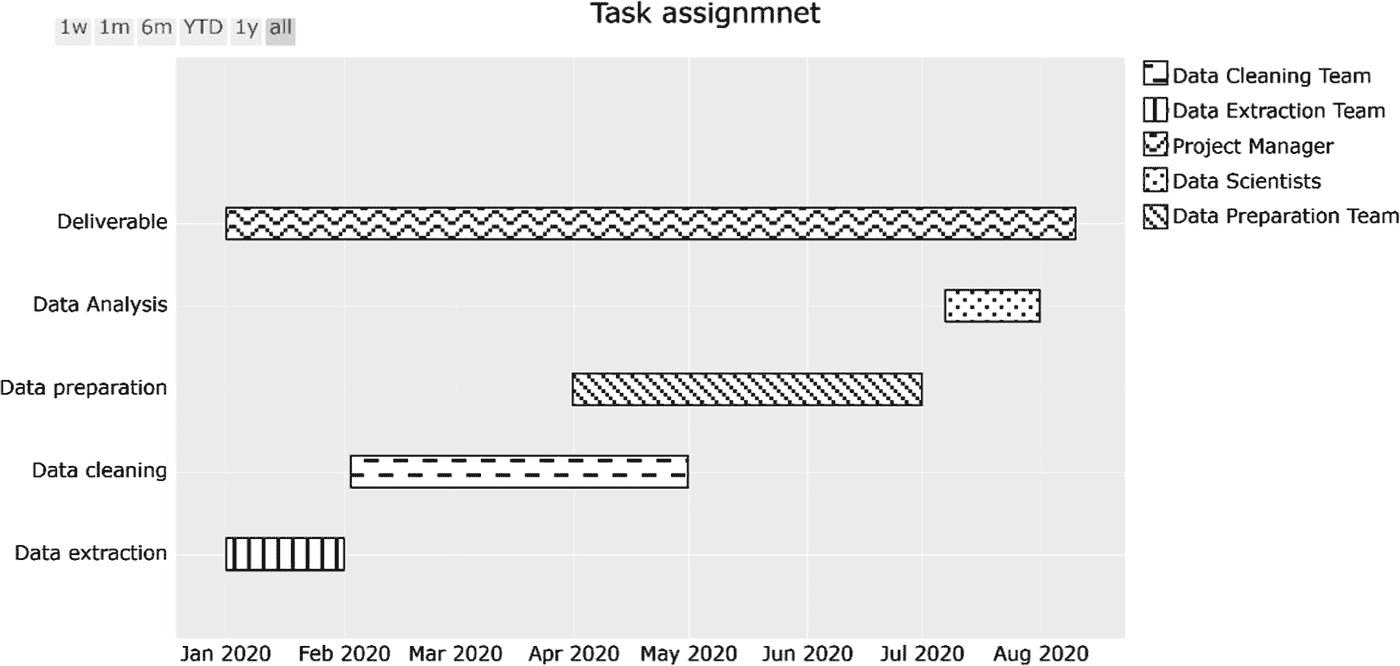 Task assignmnet
1w 1m 6m YTD 1y all
Data Cleaning Team
Data Extraction Team
Project Manager
Data Scientists
Data Preparation Team
Deliverable
Data Analysis
Data preparation
Data cleaning
Data extraction
Jan 2020 Feb 2020 Mar 2020 Apr 2020 May 2020 Jun 2020 Jul 2020 Aug 2020